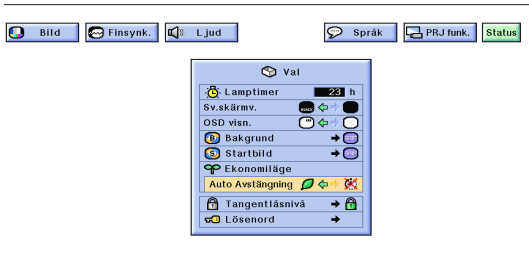 Bild Finsynk. Ljud Språk PRJ funk. Status
Val
Lamptimer 23 h
Sv.skärmv.
OSD visn.
Bakgrund
Startbild
Ekonomiläge
Auto Avstängning
Tangentlåsnivå
Lösenord